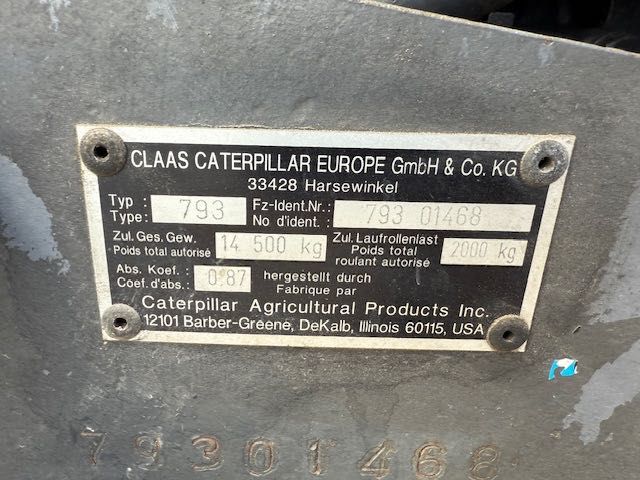 CLAAS CATERPILLAR EUROPE GmbH & Co. KG
33428 Harsewinkel
Typ : 793 Fz-Ident.Nr.: 793 01468
Type: No d'ident. :
Zul. Ges. Gew. 14 500 kg Zul. Laufrollenlast 2000 kg
Poids total autorisé Poids total
roulant autorisé
Abs. Koef. : 0.87 hergestellt durch
Coef. d'abs.: Fabrique par
Caterpillar Agricultural Products Inc.
12101 Barber-Greene, DeKalb, Illinois 60115, USA
79301468